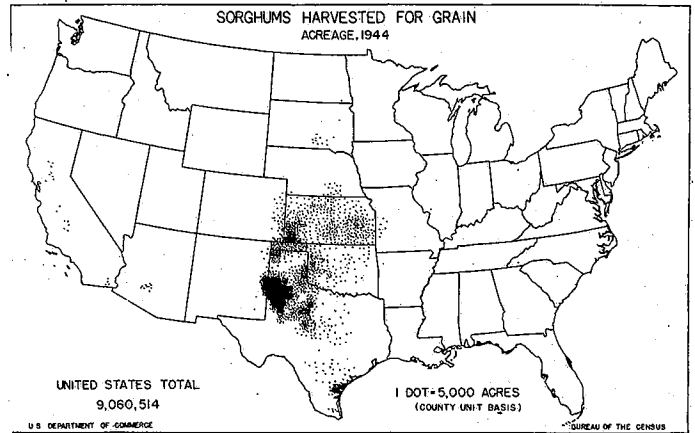 SORGHUMS HARVESTED FOR GRAIN
ACREAGE, 1944
UNITED STATES TOTAL
9,060,514
1 DOT=5,000 ACRES
(COUNTY UNIT BASIS)
U S DEPARTMENT OF COMMERCE
BUREAU OF THE CENSUS